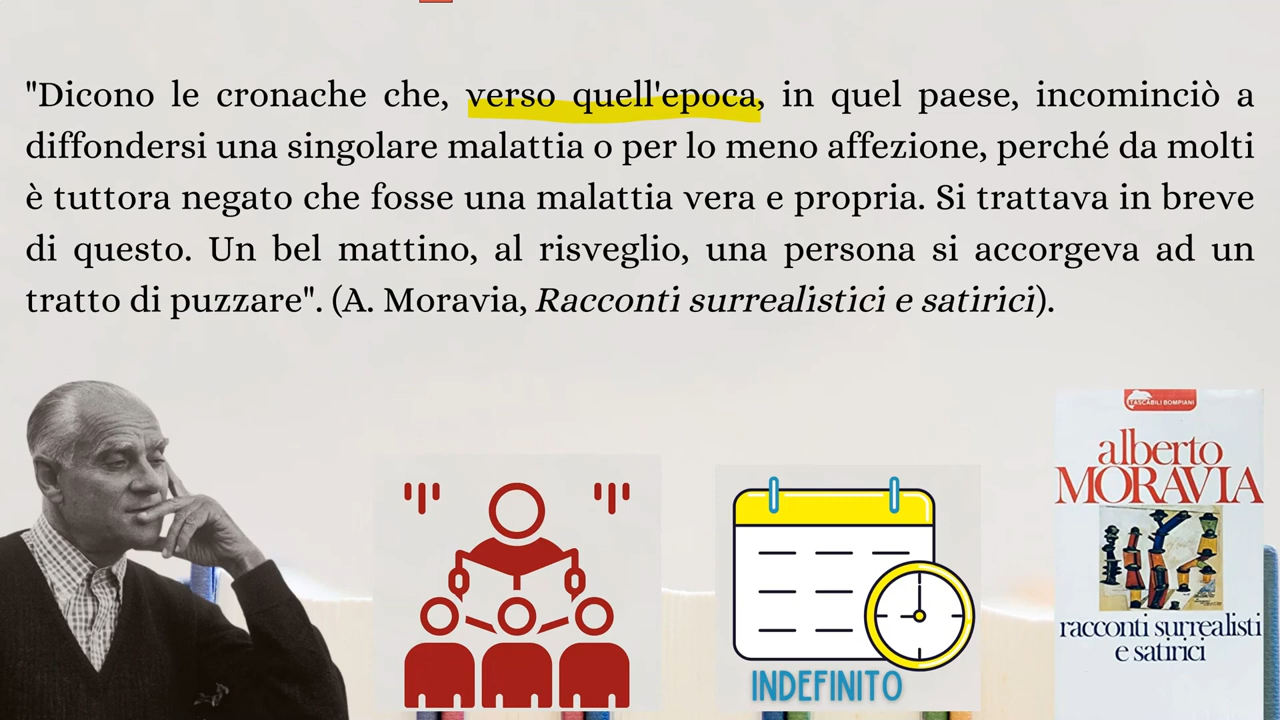 "Dicono le cronache che, verso quell'epoca, in quel paese, incominciò a
diffondersi una singolare malattia o per lo meno affezione, perché da molti
è tuttora negato che fosse una malattia vera e propria. Si trattava in breve
di questo. Un bel mattino, al risveglio, una persona si accorgeva ad un
tratto di puzzare". (A. Moravia, Racconti surrealistici e satirici).
TASCABILI BOMPIANI
alberto
MORAVIA
racconti surrealisti
e satirici
INDEFINITO